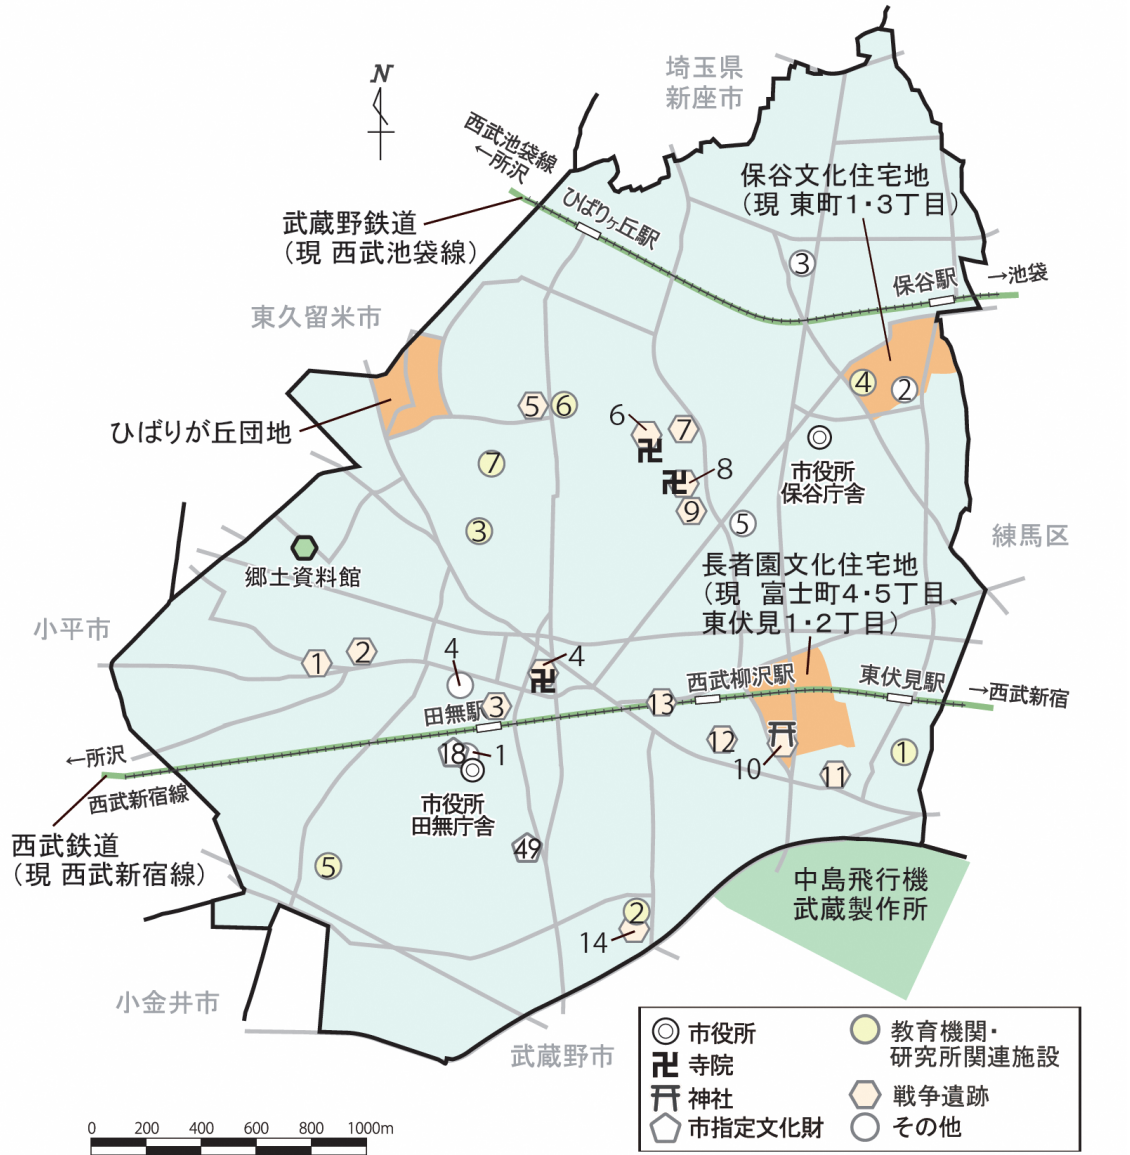 N
埼玉県
新座市
西武池袋線
←所沢
ひばりヶ丘駅
武蔵野鉄道
（現 西武池袋線）
保谷文化住宅地
（現 東町1・3丁目）
3
保谷駅
→池袋
東久留米市
4
2
ひばりが丘団地
5
6
6
7
市役所
保谷庁舎
7
8
9
5
3
練馬区
郷土資料館
長者園文化住宅地
（現 富士町4・5丁目、
東伏見1・2丁目）
小平市
1
2
4
4
西武柳沢駅
東伏見駅
→西武新宿
田無駅
3
13
12
10
11
1
←所沢
西武新宿線
18
1
市役所
田無庁舎
西武鉄道
（現 西武新宿線）
49
5
中島飛行機
武蔵製作所
2
14
小金井市
武蔵野市
市役所
寺院
神社
市指定文化財
教育機関・
研究所関連施設
戦争遺跡
その他
0 200 400 600 800 1000m